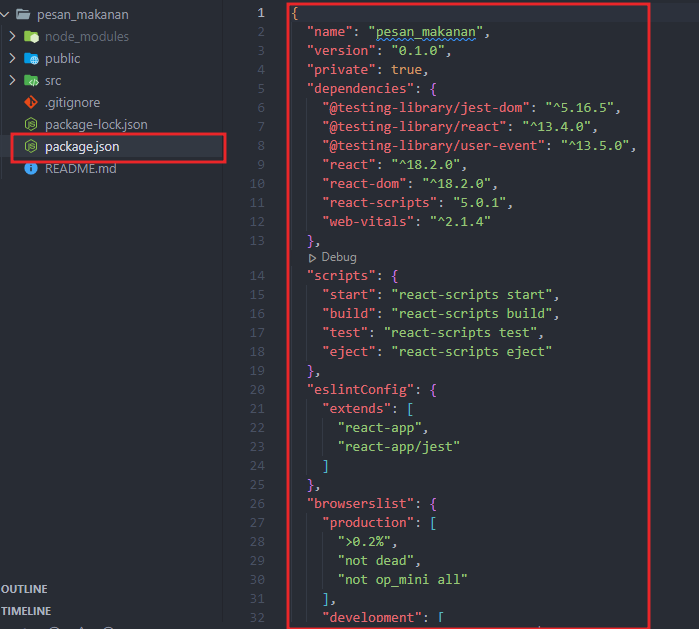 pesan_makanan
node_modules
public
src
.gitignore
package-lock.json
package.json
README.md
OUTLINE
TIMELINE
1 {
2 "name": "pesan_makanan",
3 "version": "0.1.0",
4 "private": true,
5 "dependencies": {
6 "@testing-library/jest-dom": "^5.16.5",
7 "@testing-library/react": "^13.4.0",
8 "@testing-library/user-event": "^13.5.0",
9 "react": "^18.2.0",
10 "react-dom": "^18.2.0",
11 "react-scripts": "5.0.1",
12 "web-vitals": "^2.1.4"
13 },
Debug
14 "scripts": {
15 "start": "react-scripts start",
16 "build": "react-scripts build",
17 "test": "react-scripts test",
18 "eject": "react-scripts eject"
19 },
20 "eslintConfig": {
21 "extends": [
22 "react-app",
23 "react-app/jest"
24 ]
25 },
26 "browserslist": {
27 "production": [
28 ">0.2%",
29 "not dead",
30 "not op_mini all"
31 ],
32 "development": [